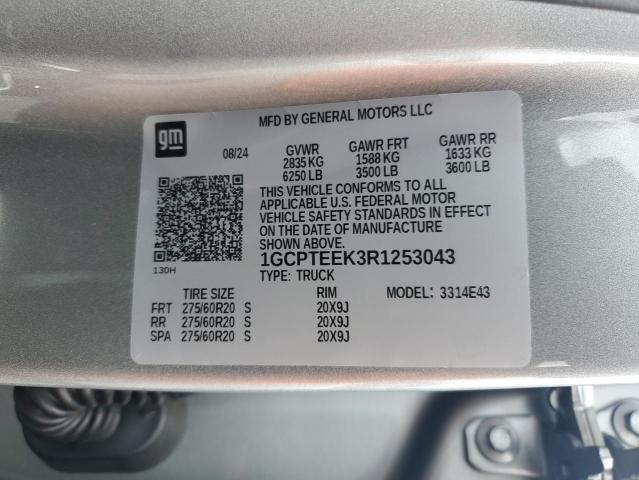 MFD BY GENERAL MOTORS LLC
gm
08/24
GVWR GAWR FRT GAWR RR
2835 KG 1588 KG 1633 KG
6250 LB 3500 LB 3600 LB
THIS VEHICLE CONFORMS TO ALL
APPLICABLE U.S. FEDERAL MOTOR
VEHICLE SAFETY STANDARDS IN EFFECT
ON THE DATE OF MANUFACTURE
SHOWN ABOVE.
130H
1GCPTEEK3R1253043
TYPE: TRUCK
TIRE SIZE RIM MODEL: 3314E43
FRT 275/60R20 S 20X9J
RR 275/60R20 S 20X9J
SPA 275/60R20 S 20X9J